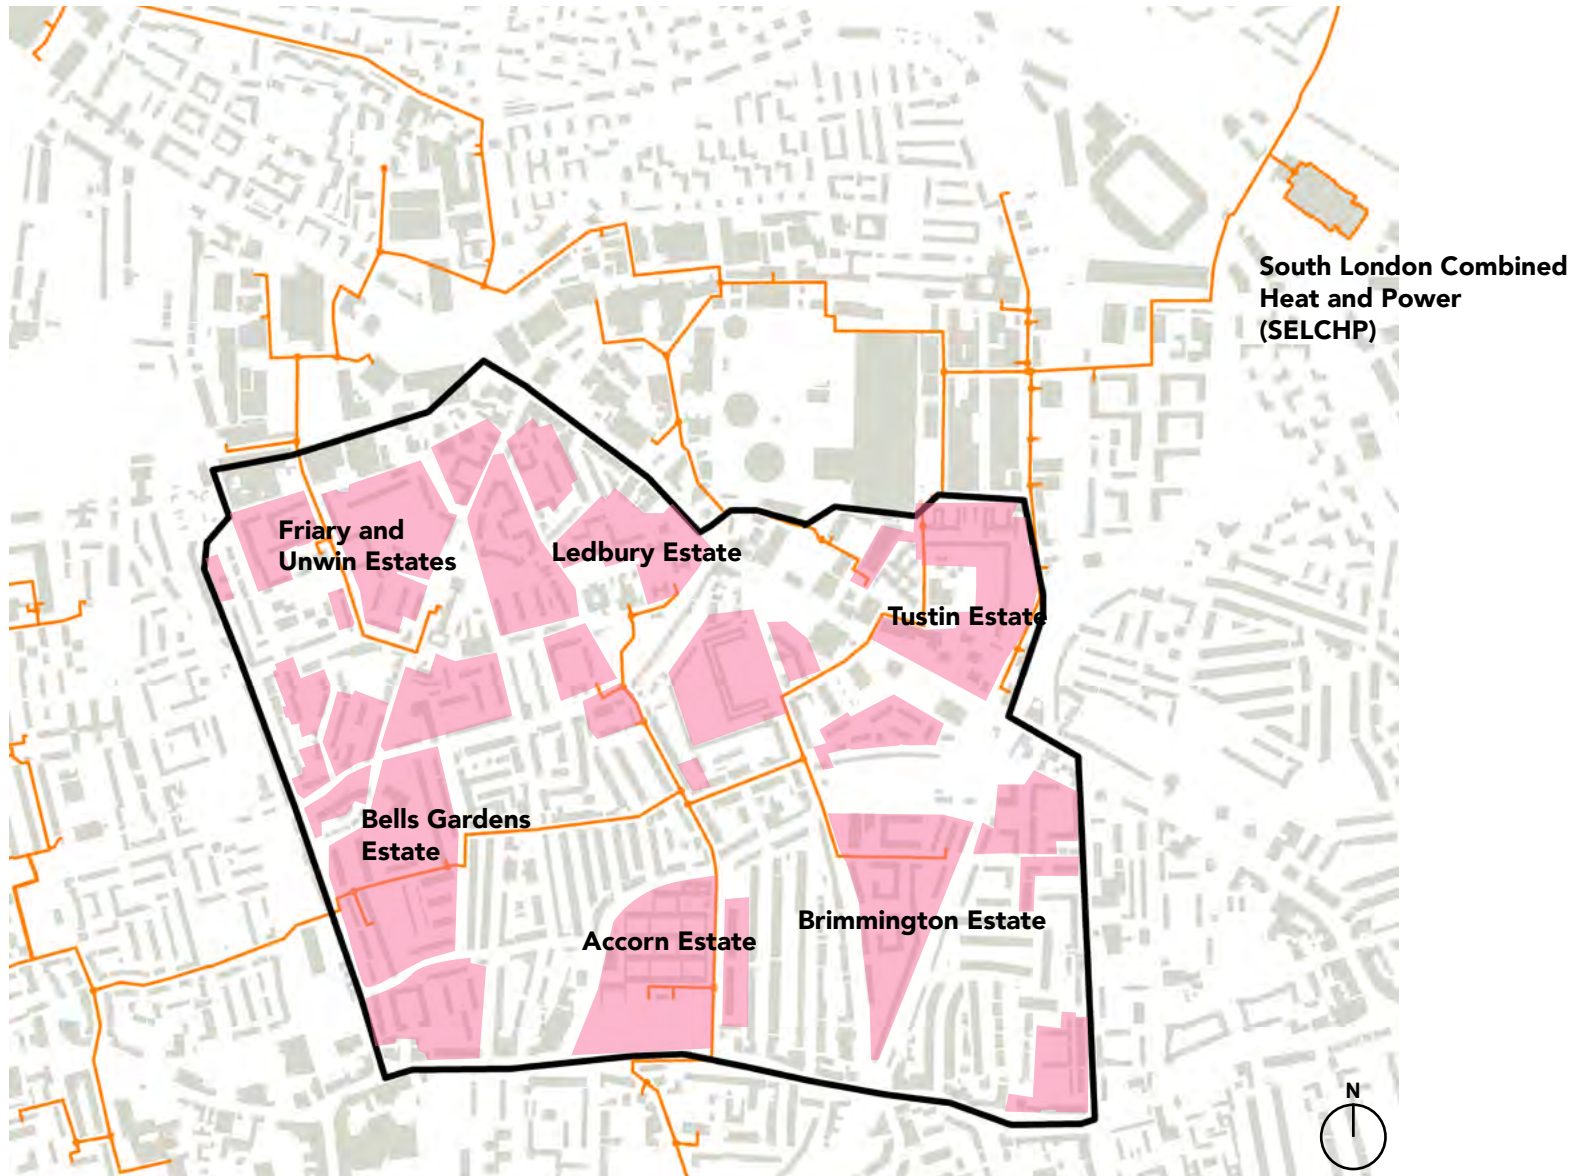 South London Combined
Heat and Power
(SELCHP)
Friary and
Unwin Estates
Ledbury Estate
Tustin Estate
Bells Gardens
Estate
Brimmington Estate
Accorn Estate
N